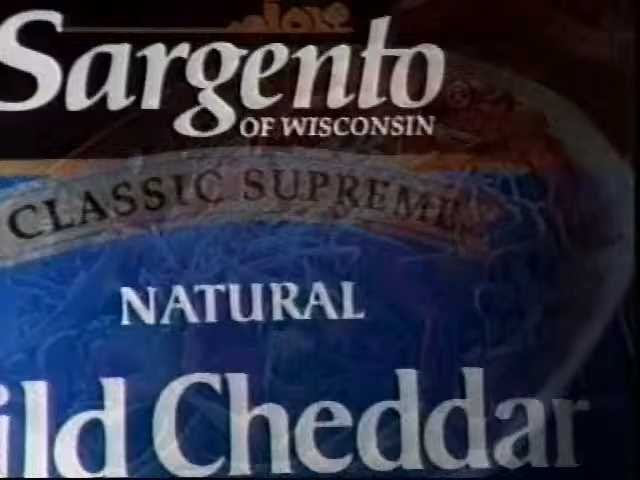 Sargento
OF WISCONSIN
CLASSIC SUPREME
NATURAL
ild Cheddar